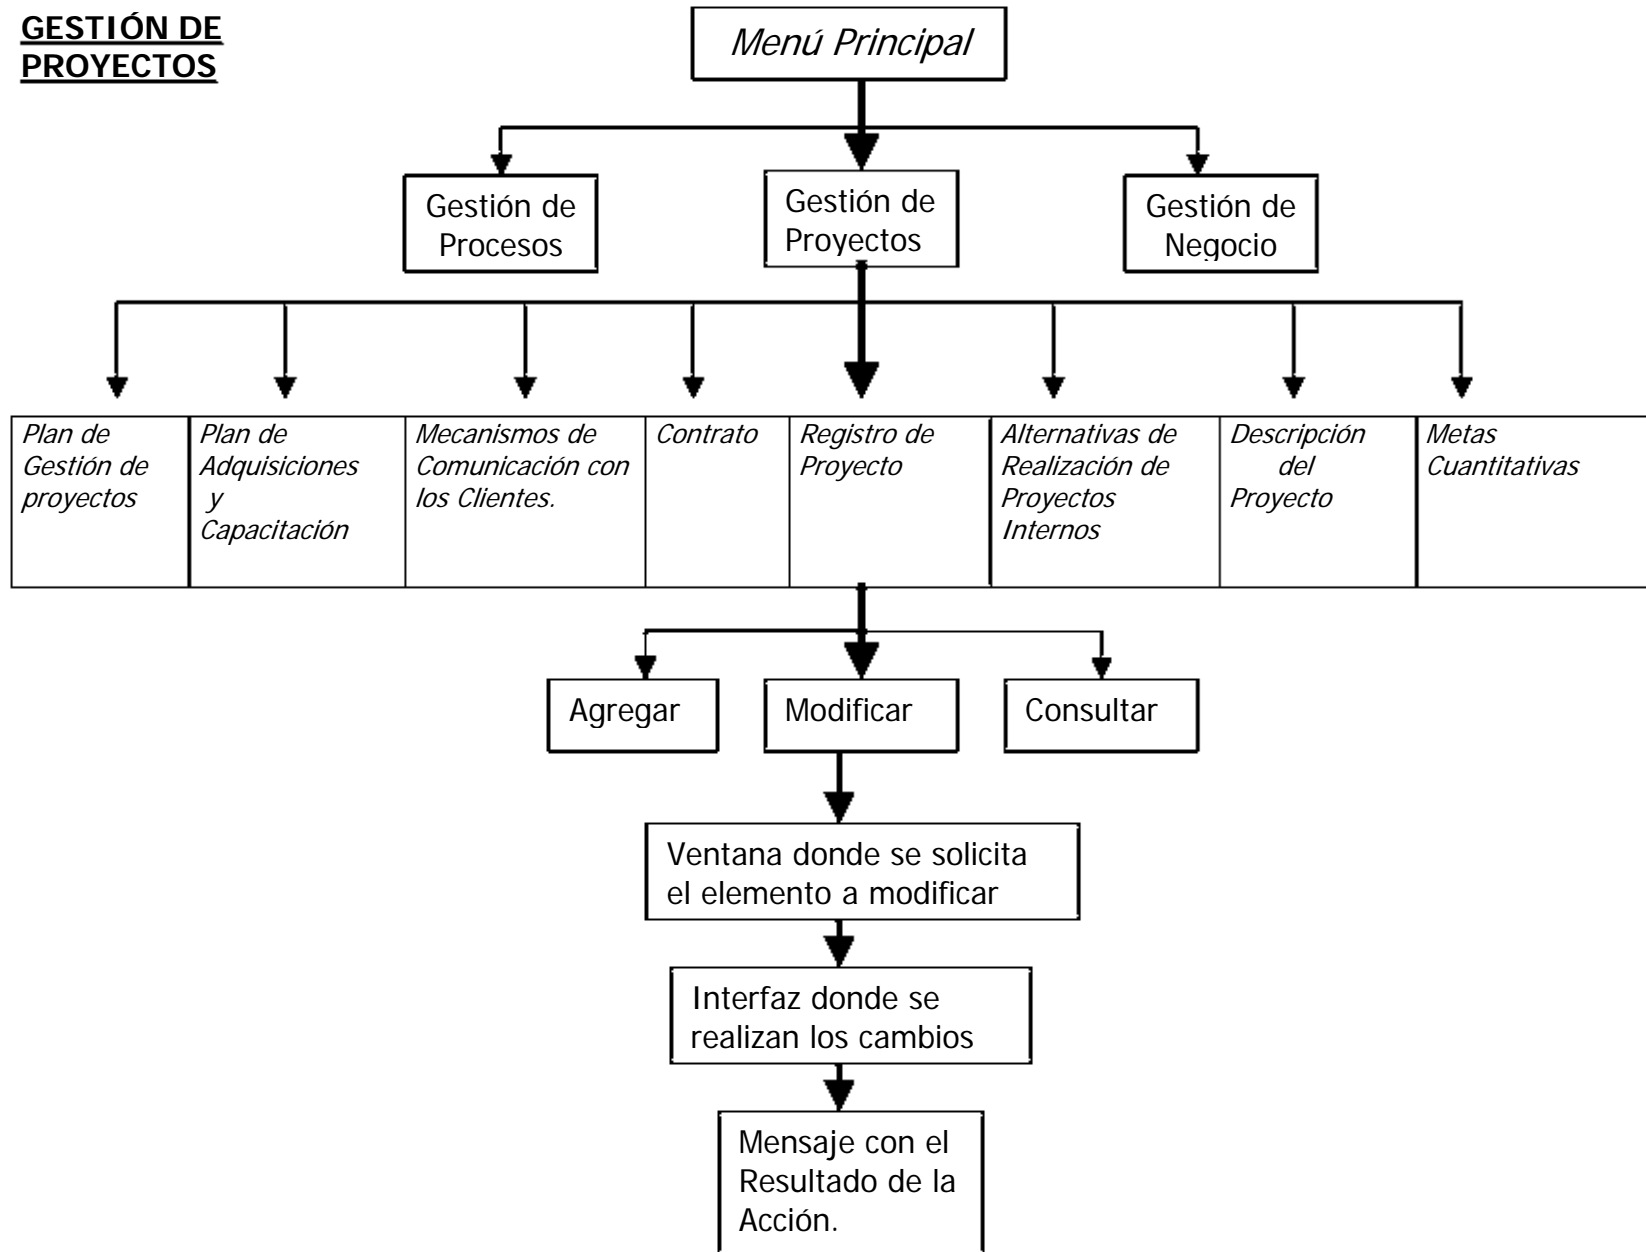 GESTIÓN DE
PROYECTOS
Menú Principal
Gestión de
Procesos
Gestión de
Proyectos
Gestión de
Negocio
Plan de
Gestión de
proyectos
Plan de
Adquisiciones
y
Capacitación
Mecanismos de
Comunicación con
los Clientes.
Contrato
Registro de
Proyecto
Alternativas de
Realización de
Proyectos
Internos
Descripción
del
Proyecto
Metas
Cuantitativas
Agregar
Modificar
Consultar
Ventana donde se solicita
el elemento a modificar
Interfaz donde se
realizan los cambios
Mensaje con el
Resultado de la
Acción.